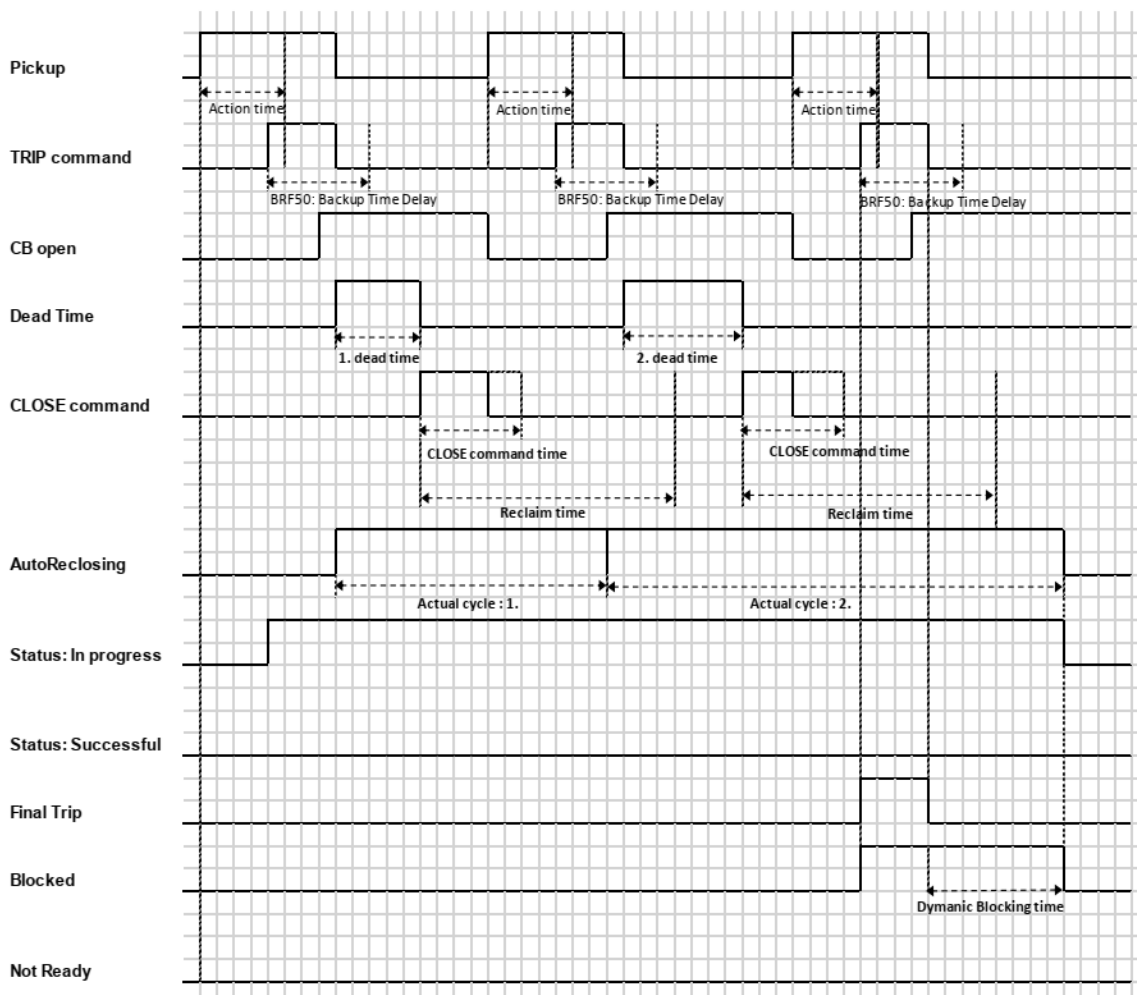 Pickup
Action time
Action time
Action time
TRIP command
BRF50: Backup Time Delay
BRF50: Backup Time Delay
BRF50: Backup Time Delay
CB open
Dead Time
1. dead time
2. dead time
CLOSE command
CLOSE command time
CLOSE command time
Reclaim time
Reclaim time
AutoReclosing
Actual cycle : 1.
Actual cycle : 2.
Status: In progress
Status: Successful
Final Trip
Blocked
Dymanic Blocking time
Not Ready